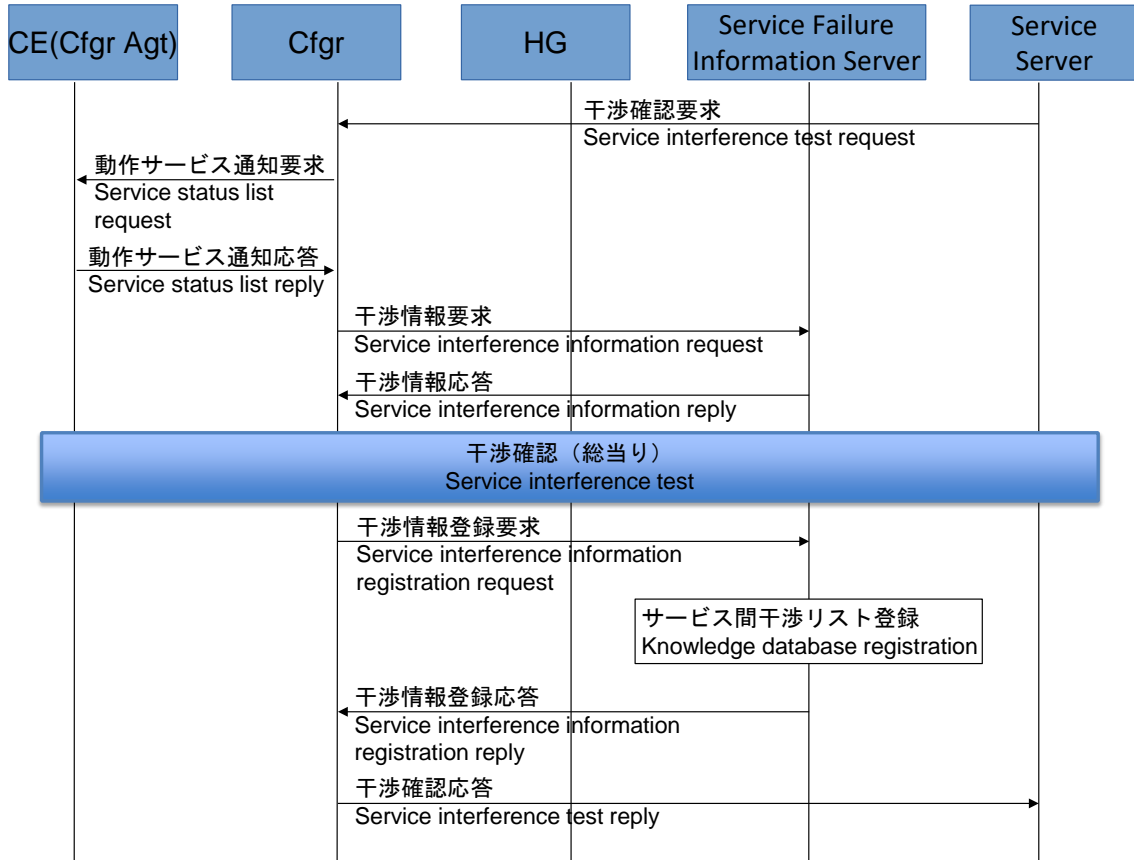 CE(Cfgr Agt)
Cfgr
HG
Service Failure
Information Server
Service
Server
干渉確認要求
Service interference test request
動作サービス通知要求
Service status list
request
動作サービス通知応答
Service status list reply
干渉情報要求
Service interference information request
干渉情報応答
Service interference information reply
干渉確認（総当り）
Service interference test
干渉情報登録要求
Service interference information
registration request
サービス間干渉リスト登録
Knowledge database registration
干渉情報登録応答
Service interference information
registration reply
干渉確認応答
Service interference test reply